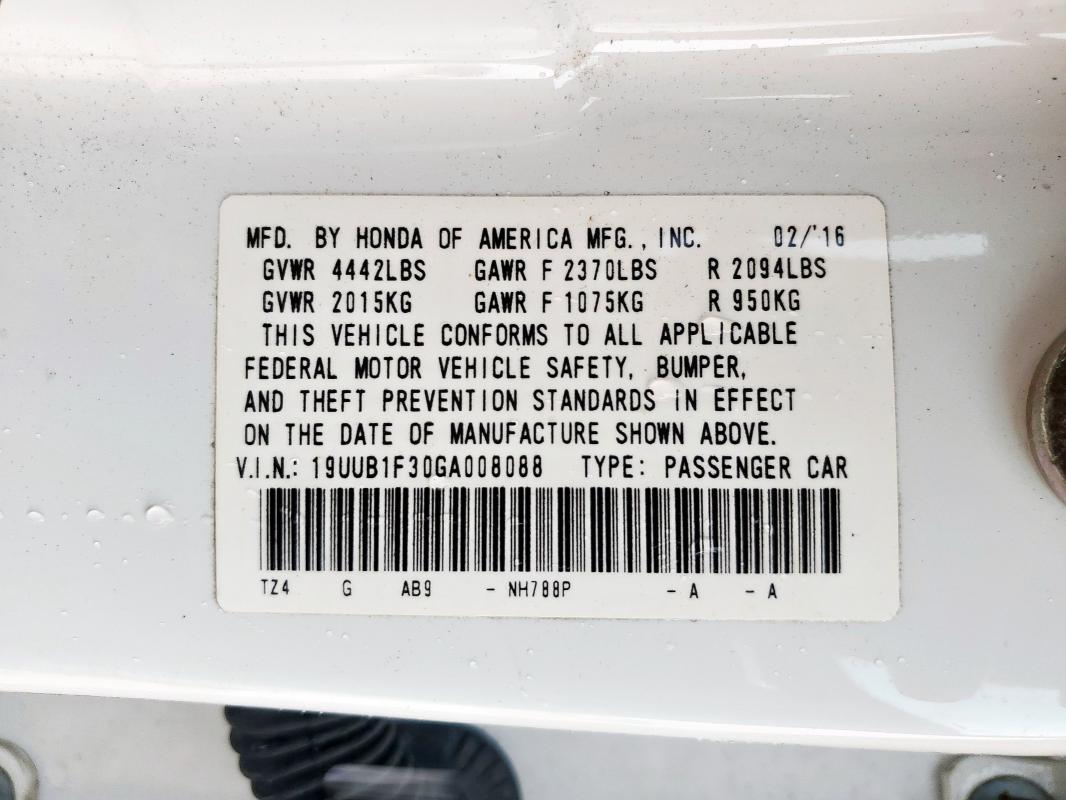 MFD. BY HONDA OF AMERICA MFG., INC. 02/'16
GVWR 4442LBS GAWR F 2370LBS R 2094LBS
GVWR 2015KG GAWR F 1075KG R 950KG
THIS VEHICLE CONFORMS TO ALL APPLICABLE
FEDERAL MOTOR VEHICLE SAFETY, BUMPER,
AND THEFT PREVENTION STANDARDS IN EFFECT
ON THE DATE OF MANUFACTURE SHOWN ABOVE.
V.I.N.: 19UUB1F30GA008088 TYPE: PASSENGER CAR
TZ4 G AB9 - NH788P - A - A